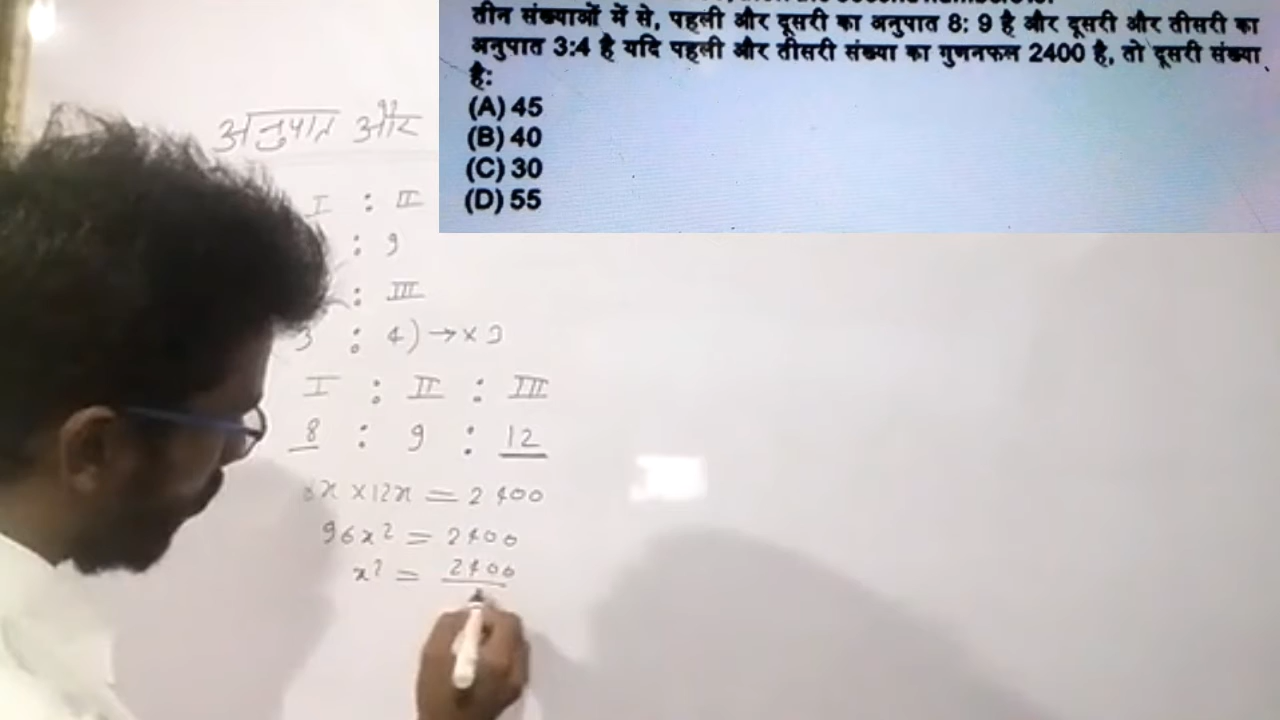 तीन संख्याओं में से, पहली और दूसरी का अनुपात 8: 9 है और दूसरी और तीसरी का
अनुपात 3:4 है यदि पहली और तीसरी संख्या का गुणनफल 2400 है, तो दूसरी संख्या
है:
(A) 45
(B) 40
(C) 30
(D) 55
अनुपात और
I : II
: 9
: III
3 : 4) → × 3
I : II : III
8 : 9 : 12
x × 12x = 2400
96x² = 2400
x² = 2400